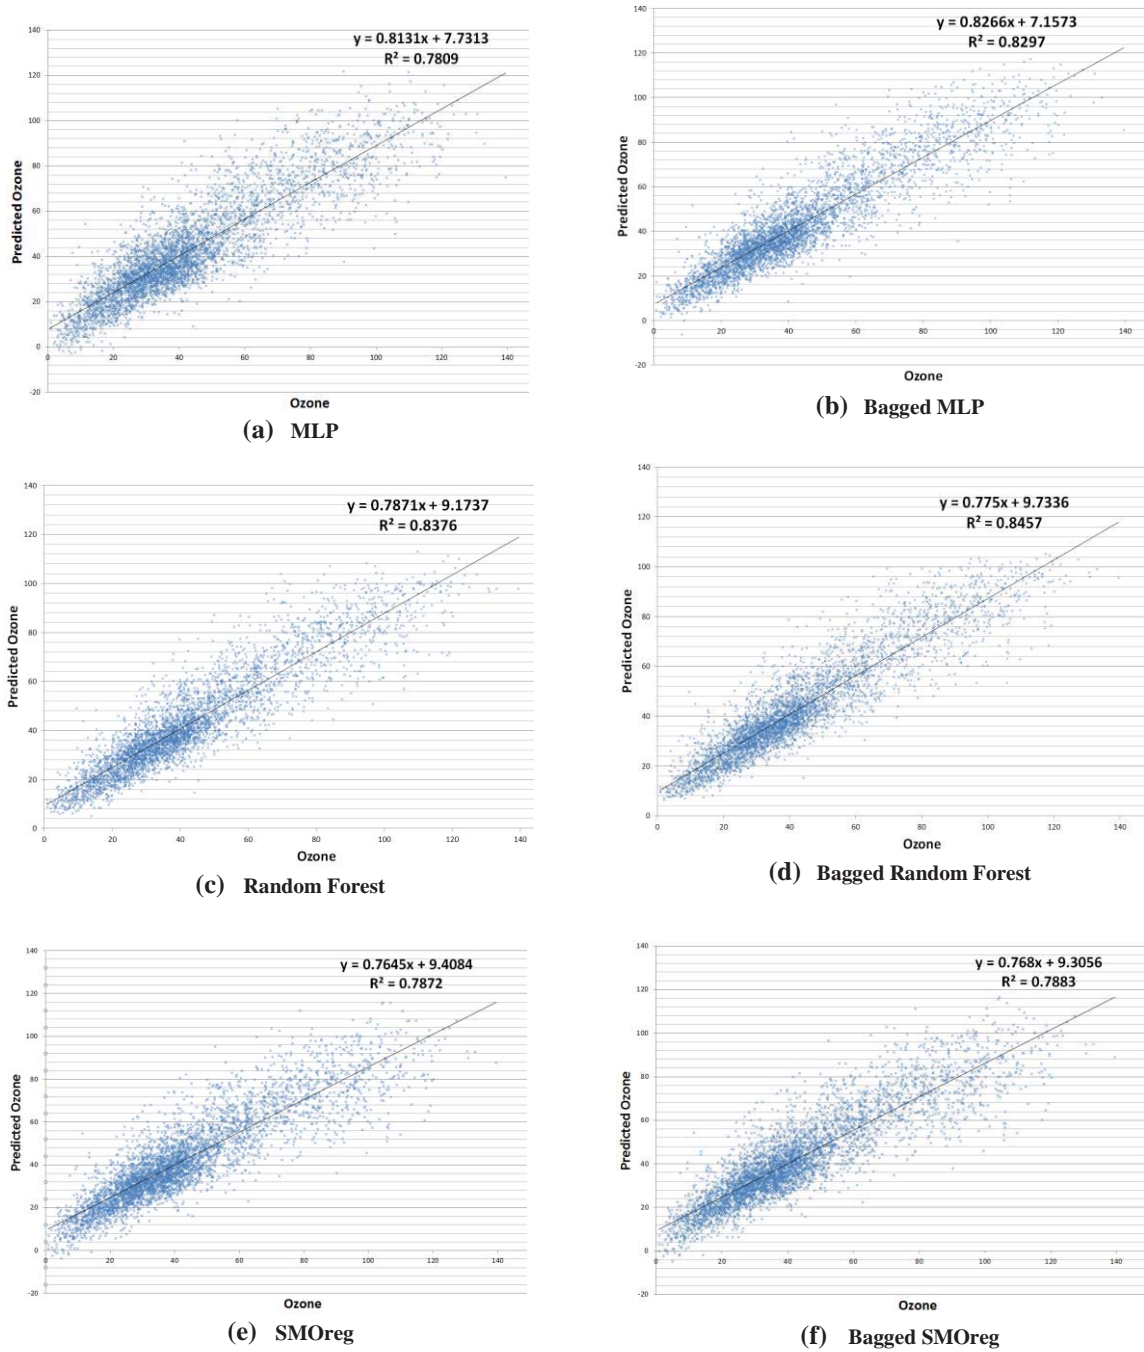 y = 0.8131x + 7.7313
R² = 0.7809
140
120
100
80
60
40
20
0
-20
0 20 40 60 80 100 120 140
Predicted Ozone
Ozone
(a) MLP
y = 0.8266x + 7.1573
R² = 0.8297
140
120
100
80
60
40
20
0
-20
0 20 40 60 80 100 120 140
Predicted Ozone
Ozone
(b) Bagged MLP
y = 0.7871x + 9.1737
R² = 0.8376
140
120
100
80
60
40
20
0
0 20 40 60 80 100 120 140
Predicted Ozone
Ozone
(c) Random Forest
y = 0.775x + 9.7336
R² = 0.8457
140
120
100
80
60
40
20
0
0 20 40 60 80 100 120 140
Predicted Ozone
Ozone
(d) Bagged Random Forest
y = 0.7645x + 9.4084
R² = 0.7872
140
120
100
80
60
40
20
0
-20
0 20 40 60 80 100 120 140
Predicted Ozone
Ozone
(e) SMOreg
y = 0.768x + 9.3056
R² = 0.7883
140
120
100
80
60
40
20
0
-20
0 20 40 60 80 100 120 140
Predicted Ozone
Ozone
(f) Bagged SMOreg